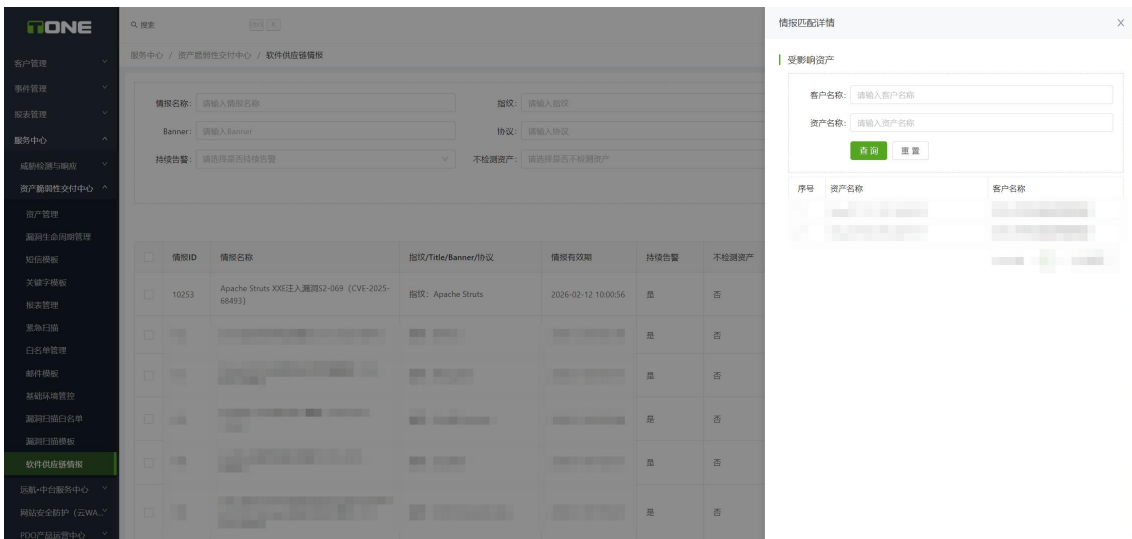 TONE
搜索
Ctrl K
服务中心 / 资产脆弱性交付中心 / 软件供应链情报
客户管理
事件管理
报表管理
服务中心
威胁检测与响应
资产脆弱性交付中心
资产管理
漏洞生命周期管理
短信模板
关键字模板
报表管理
紧急扫描
白名单管理
邮件模板
基础环境管控
漏洞扫描白名单
漏洞扫描模板
软件供应链情报
远航·中台服务中心
网站安全防护（云WA...
PDO产品运营中心
情报名称: 请输入情报名称
指纹: 请输入指纹
Banner: 请输入Banner
协议: 请输入协议
持续告警: 请选择是否持续告警
不检测资产: 请选择是否不检测资产
情报ID 情报名称 指纹/Title/Banner/协议 情报有效期 持续告警 不检测资产
10253 Apache Struts XXE注入漏洞S2-069（CVE-2025-68493） 指纹：Apache Struts 2026-02-12 10:00:56 是 否
是 否
是 否
是 否
是 否
是 否
情报匹配详情
受影响资产
客户名称: 请输入客户名称
资产名称: 请输入资产名称
查 询 重 置
序号 资产名称 客户名称